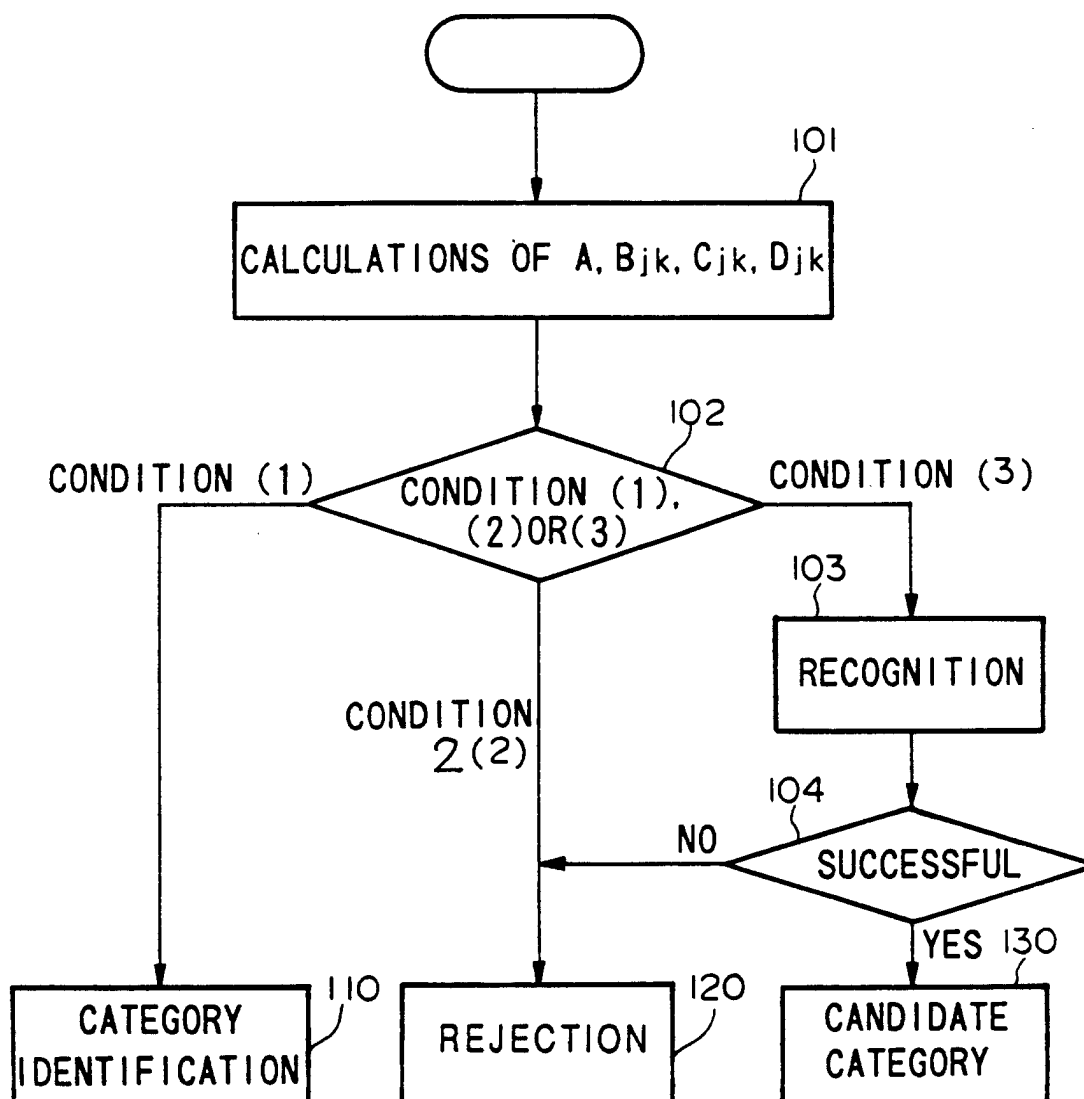 101
CALCULATIONS OF A, Bjk, Cjk, Djk
102
CONDITION (1)
CONDITION (1),
(2)OR(3)
CONDITION (3)
103
RECOGNITION
CONDITION
2(2)
104
NO
SUCCESSFUL
YES
130
110
120
CATEGORY
IDENTIFICATION
REJECTION
CANDIDATE
CATEGORY